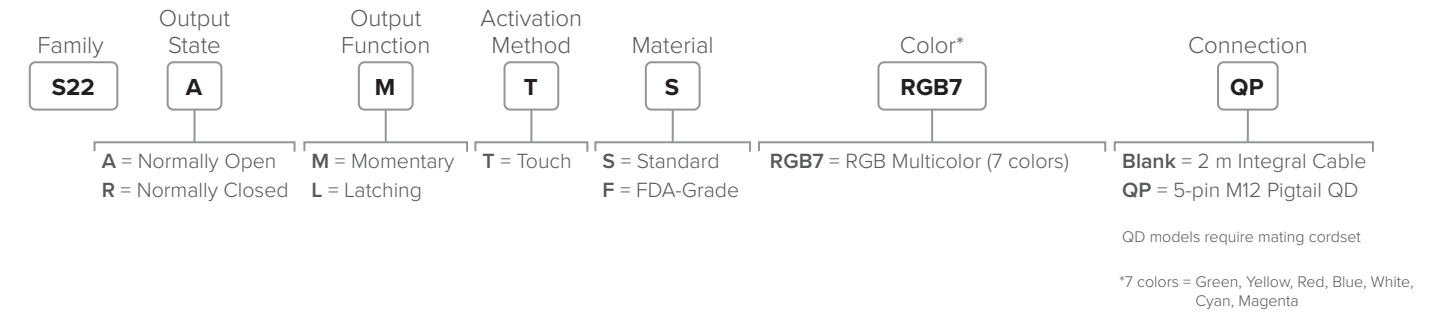 Family
Output
State
Output
Function
Activation
Method
Material
Color*
Connection
S22
A
M
T
S
RGB7
QP
A = Normally Open
R = Normally Closed
M = Momentary
L = Latching
T = Touch
S = Standard
F = FDA-Grade
RGB7 = RGB Multicolor (7 colors)
Blank = 2 m Integral Cable
QP = 5-pin M12 Pigtail QD
QD models require mating cordset
*7 colors = Green, Yellow, Red, Blue, White,
Cyan, Magenta